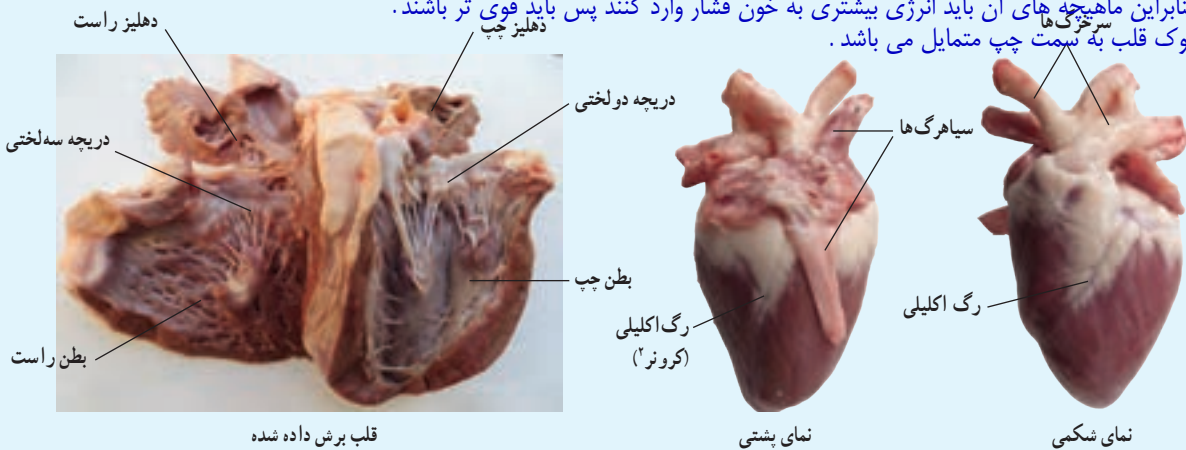 نابراین ماهیچه های آن باید انرژی بیشتری به خون فشار وارد کنند پس باید قوی تر باشند.
وک قلب به سمت چپ متمایل می باشد.
سرخرگ‌ها
دهلیز چپ
دهلیز راست
دریچه دولختی
سیاهرگ‌ها
دریچه سه‌لختی
بطن چپ
رگ اکلیلی
رگ اکلیلی
(کرونر۲)
بطن راست
نمای شکمی
نمای پشتی
قلب برش داده شده